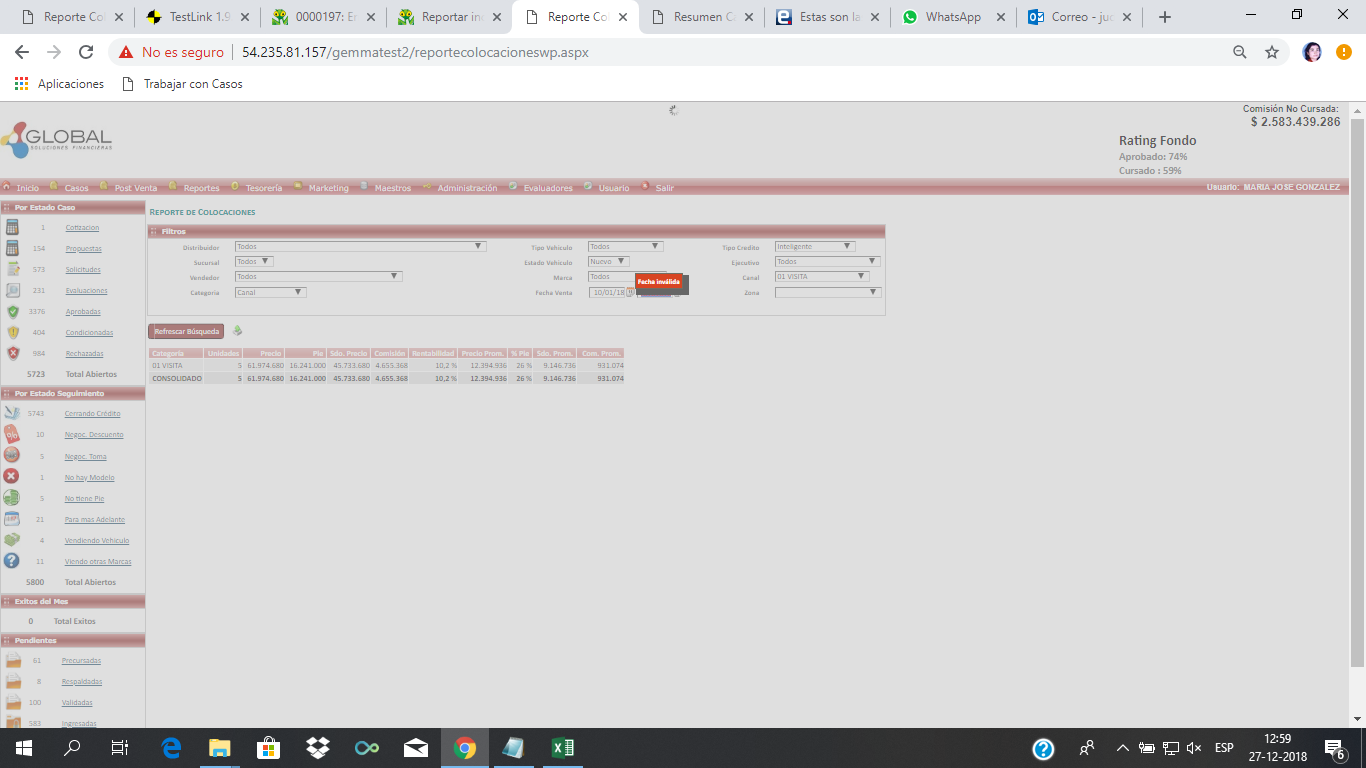 Reporte Col TestLink 1.9 0000197: Er Reportar in Reporte Col Resumen C Estas son la WhatsApp Correo - juc
No es seguro 54.235.81.157/gemmatest2/reportecolocacioneswp.aspx
Aplicaciones Trabajar con Casos
Comisión No Cursada:
$ 2.583.439.286
GLOBAL
SOLUCIONES FINANCIERAS
Rating Fondo
Aprobado: 74%
Cursado : 59%
Inicio Casos Post Venta Reportes Tesorería Marketing Maestros Administración Evaluadores Usuario Salir Usuario: MARIA JOSE GONZALEZ
Por Estado Caso
1 Cotizacion
154 Propuestas
573 Solicitudes
231 Evaluaciones
3376 Aprobadas
404 Condicionadas
984 Rechazadas
5723 Total Abiertos
Por Estado Seguimiento
5743 Cerrando Crédito
10 Negoc. Descuento
5 Negoc. Toma
1 No hay Modelo
5 No tiene Pie
21 Para mas Adelante
4 Vendiendo Vehiculo
11 Viendo otras Marcas
5800 Total Abiertos
Exitos del Mes
0 Total Exitos
Pendientes
61 Precursadas
8 Respaldadas
100 Validadas
383 Ingresadas
REPORTE DE COLOCACIONES
Filtros
Distribuidor Todos Tipo Vehículo Todos Tipo Credito Inteligente
Sucursal Todos Estado Vehículo Nuevo Ejecutivo Todos
Vendedor Todos Marca Todos Canal 01 VISITA
Fecha inválida
Categoria Canal Fecha Venta 10/01/18 Zona
Refrescar Búsqueda
Categoría Unidades Precio Pie Sdo. Precio Comisión Rentabilidad Precio Prom. % Pie Sdo. Prom. Com. Prom.
01 VISITA 5 61.974.680 16.241.000 45.733.680 4.655.368 10,2 % 12.394.936 26 % 9.146.736 931.074
CONSOLIDADO 5 61.974.680 16.241.000 45.733.680 4.655.368 10,2 % 12.394.936 26 % 9.146.736 931.074
ESP
12:59
27-12-2018
6